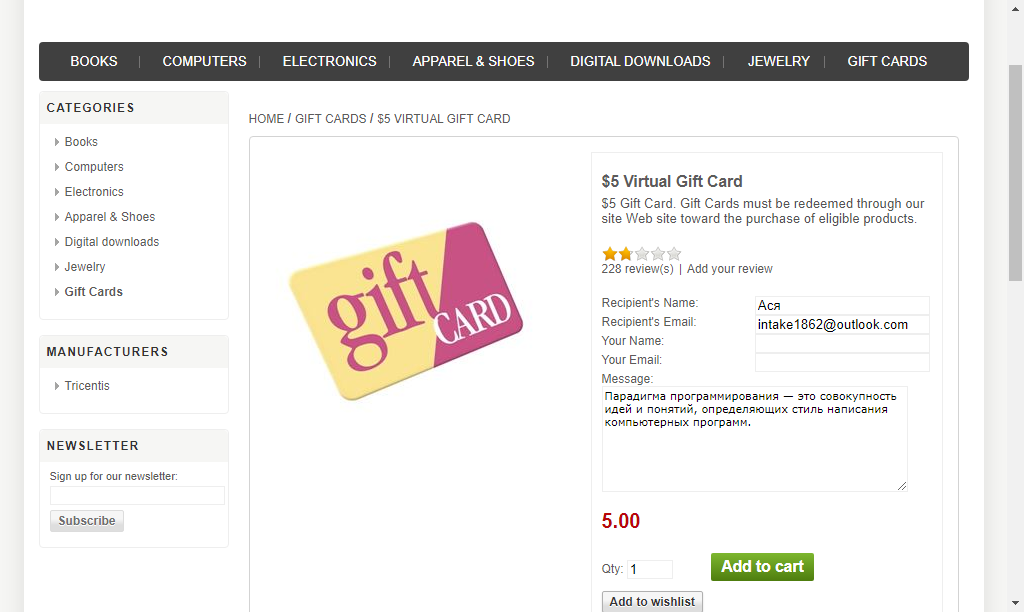 BOOKS
COMPUTERS
ELECTRONICS
APPAREL & SHOES
DIGITAL DOWNLOADS
JEWELRY
GIFT CARDS
CATEGORIES
Books
Computers
Electronics
Apparel & Shoes
Digital downloads
Jewelry
Gift Cards
MANUFACTURERS
Tricentis
NEWSLETTER
Sign up for our newsletter:
Subscribe
HOME / GIFT CARDS / $5 VIRTUAL GIFT CARD
gift
CARD
$5 Virtual Gift Card
$5 Gift Card. Gift Cards must be redeemed through our
site Web site toward the purchase of eligible products.
228 review(s) | Add your review
Recipient's Name: Ася
Recipient's Email: intake1862@outlook.com
Your Name:
Your Email:
Message:
Парадигма программирования — это совокупность
идей и понятий, определяющих стиль написания
компьютерных программ.
5.00
Qty: 1
Add to cart
Add to wishlist